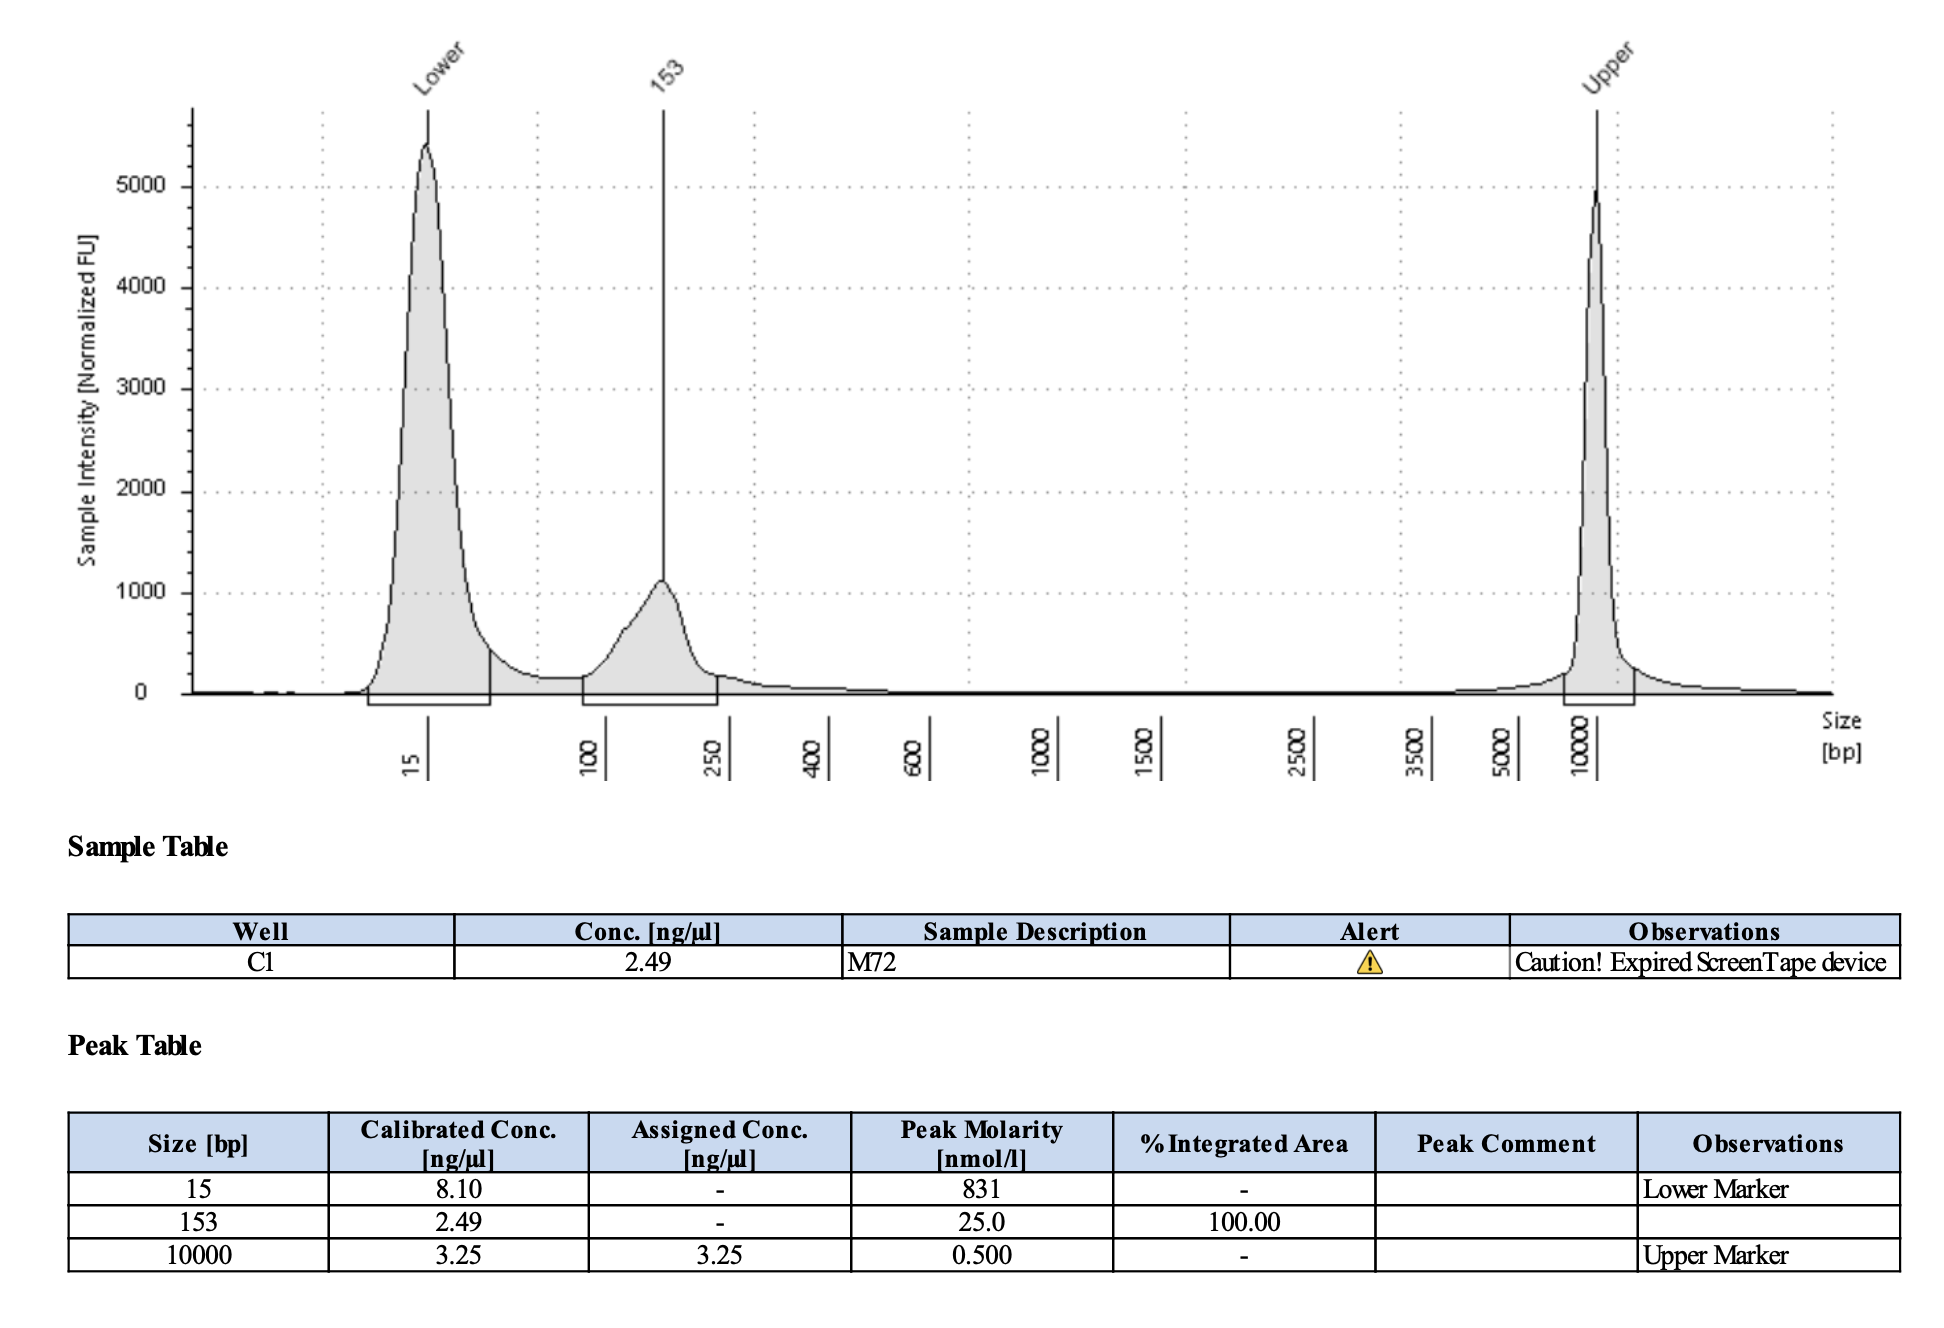 Lower
153
Upper
Sample Intensity [Normalized FU]
5000
4000
3000
2000
1000
0
15
100
250
400
600
1000
1500
2500
3500
5000
10000
Size
[bp]
Sample Table
Well Conc. [ng/µl] Sample Description Alert Observations
C1 2.49 M72 Caution! Expired ScreenTape device
Peak Table
Size [bp] Calibrated Conc. [ng/µl] Assigned Conc. [ng/µl] Peak Molarity [nmol/l] % Integrated Area Peak Comment Observations
15 8.10 - 831 - Lower Marker
153 2.49 - 25.0 100.00
10000 3.25 3.25 0.500 - Upper Marker